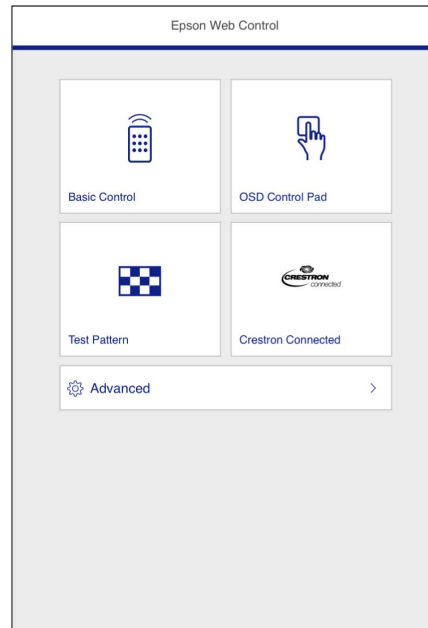 Epson Web Control
Basic Control
OSD Control Pad
Test Pattern
CRESTRON
connected
Crestron Connected
Advanced